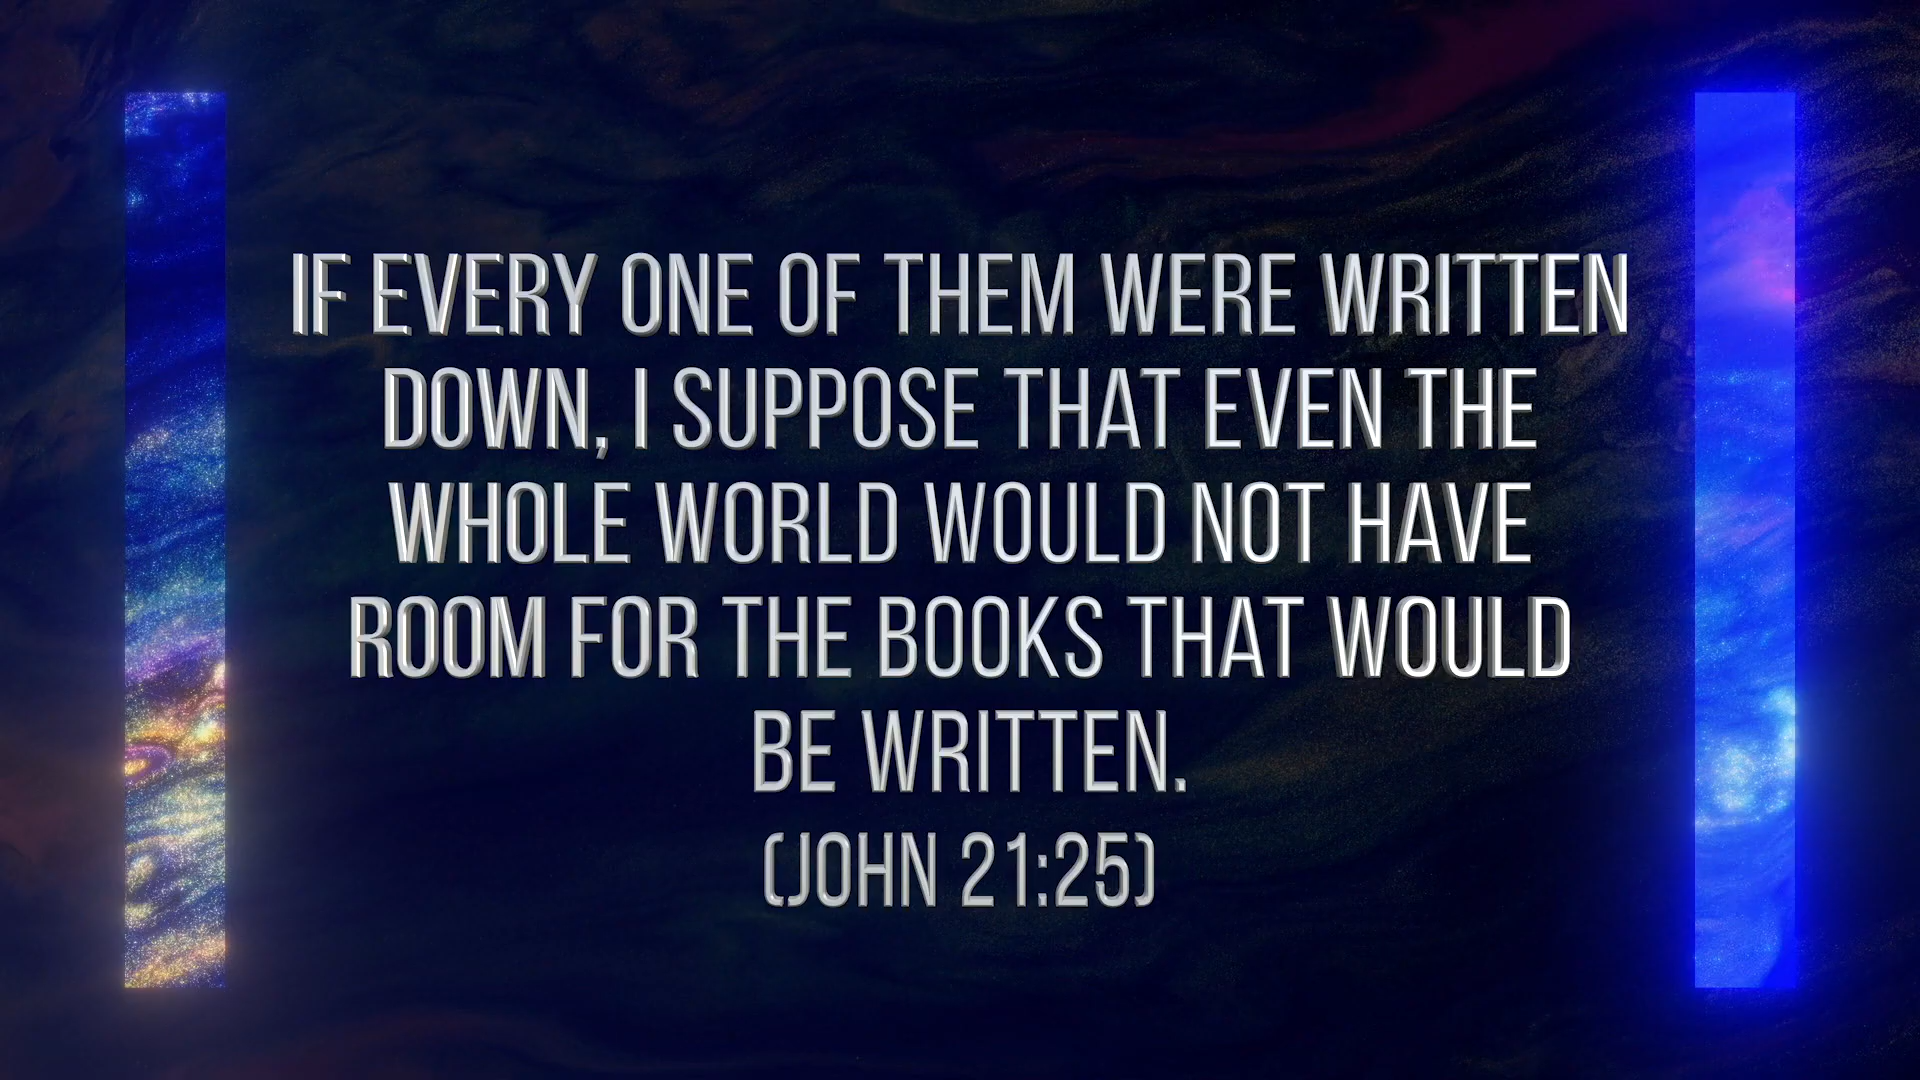 IF EVERY ONE OF THEM WERE WRITTEN
DOWN, I SUPPOSE THAT EVEN THE
WHOLE WORLD WOULD NOT HAVE
ROOM FOR THE BOOKS THAT WOULD
BE WRITTEN.
(JOHN 21:25)